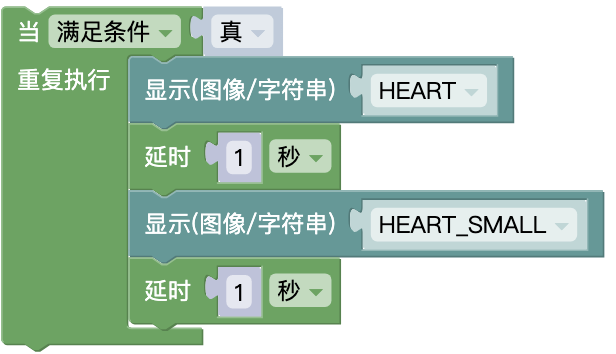 当 满足条件 真
重复执行
显示(图像/字符串) HEART
延时 1 秒
显示(图像/字符串) HEART_SMALL
延时 1 秒